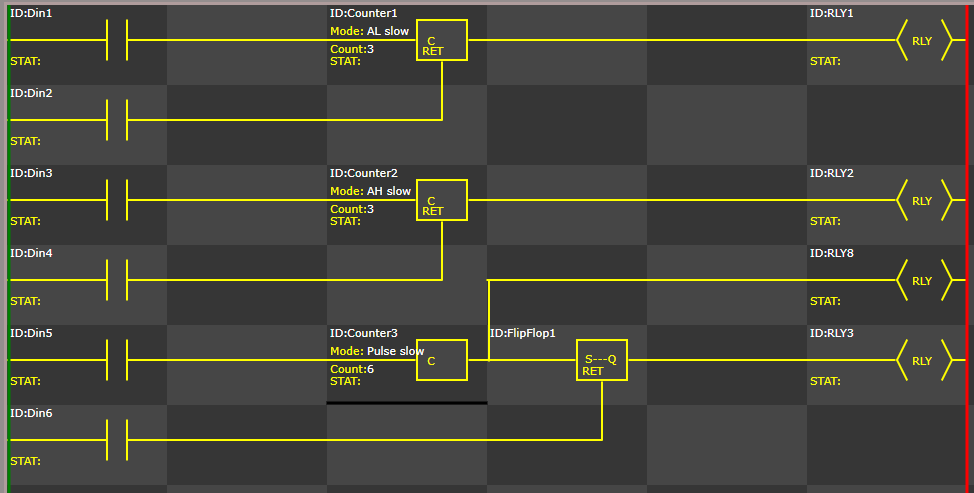 ID:Din1 ID:Counter1 ID:RLY1
Mode: AL slow
C RLY
Count:3 RET
STAT: STAT: STAT:
ID:Din2
STAT:
ID:Din3 ID:Counter2 ID:RLY2
Mode: AH slow
C RLY
Count:3 RET
STAT: STAT: STAT:
ID:Din4 ID:RLY8
RLY
STAT: STAT:
ID:Din5 ID:Counter3 ID:FlipFlop1 ID:RLY3
Mode: Pulse slow
C S---Q RLY
Count:6 RET
STAT: STAT: STAT:
ID:Din6
STAT: